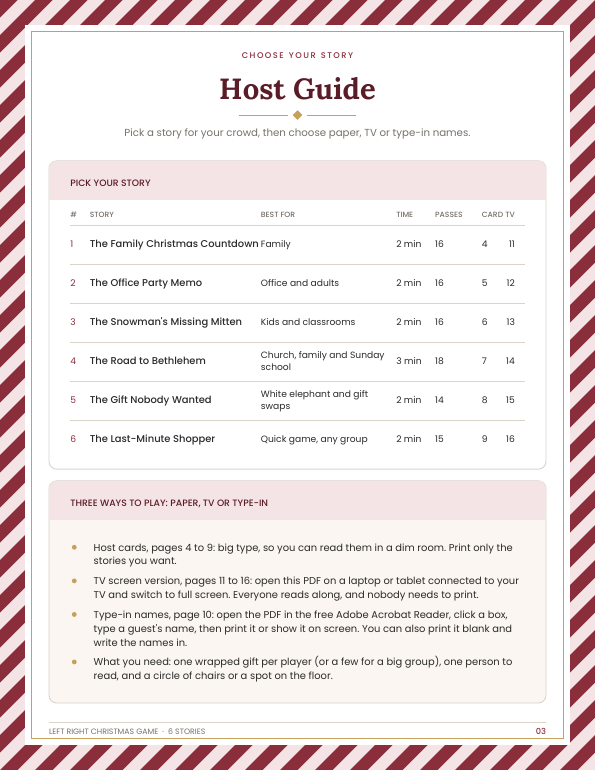 CHOOSE YOUR STORY
Host Guide
Pick a story for your crowd, then choose paper, TV or type-in names.
PICK YOUR STORY
# STORY BEST FOR TIME PASSES CARD TV
1 The Family Christmas Countdown Family 2 min 16 4 11
2 The Office Party Memo Office and adults 2 min 16 5 12
3 The Snowman's Missing Mitten Kids and classrooms 2 min 16 6 13
4 The Road to Bethlehem Church, family and Sunday school 3 min 18 7 14
5 The Gift Nobody Wanted White elephant and gift swaps 2 min 14 8 15
6 The Last-Minute Shopper Quick game, any group 2 min 15 9 16
THREE WAYS TO PLAY: PAPER, TV OR TYPE-IN
• Host cards, pages 4 to 9: big type, so you can read them in a dim room. Print only the
stories you want.
• TV screen version, pages 11 to 16: open this PDF on a laptop or tablet connected to your
TV and switch to full screen. Everyone reads along, and nobody needs to print.
• Type-in names, page 10: open the PDF in the free Adobe Acrobat Reader, click a box,
type a guest's name, then print it or show it on screen. You can also print it blank and
write the names in.
• What you need: one wrapped gift per player (or a few for a big group), one person to
read, and a circle of chairs or a spot on the floor.
LEFT RIGHT CHRISTMAS GAME · 6 STORIES 03